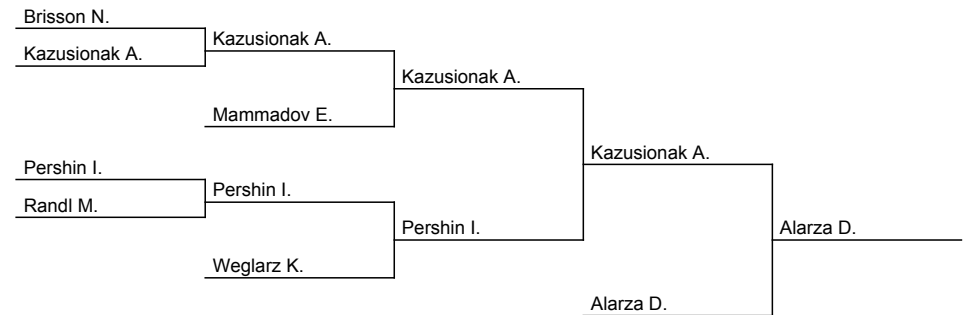 Brisson N.
Kazusionak A.
Kazusionak A.
Kazusionak A.
Mammadov E.
Kazusionak A.
Pershin I.
Pershin I.
Randl M.
Pershin I.
Alarza D.
Weglarz K.
Alarza D.